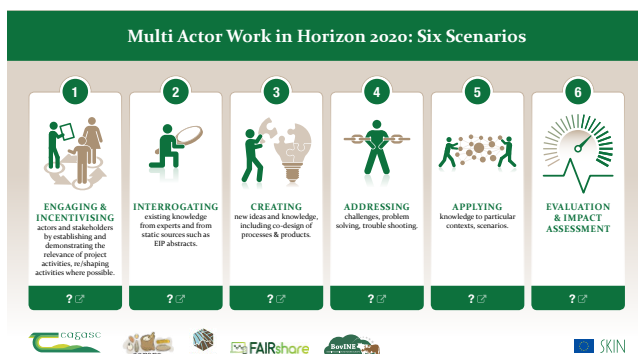 Multi Actor Work in Horizon 2020: Six Scenarios
1
2
3
4
5
6
ENGAGING &
INCENTIVISING
actors and stakeholders
by establishing and
demonstrating the
relevance of project
activities, re/shaping
activities where possible.
INTERROGATING
existing knowledge
from experts and from
static sources such as
EIP abstracts.
CREATING
new ideas and knowledge,
including co-design of
processes & products.
ADDRESSING
challenges, problem
solving, trouble shooting.
APPLYING
knowledge to particular
contexts, scenarios.
EVALUATION
& IMPACT
ASSESSMENT
?
?
?
?
?
?
eagasc
FAIRshare
BovINE
SKIN